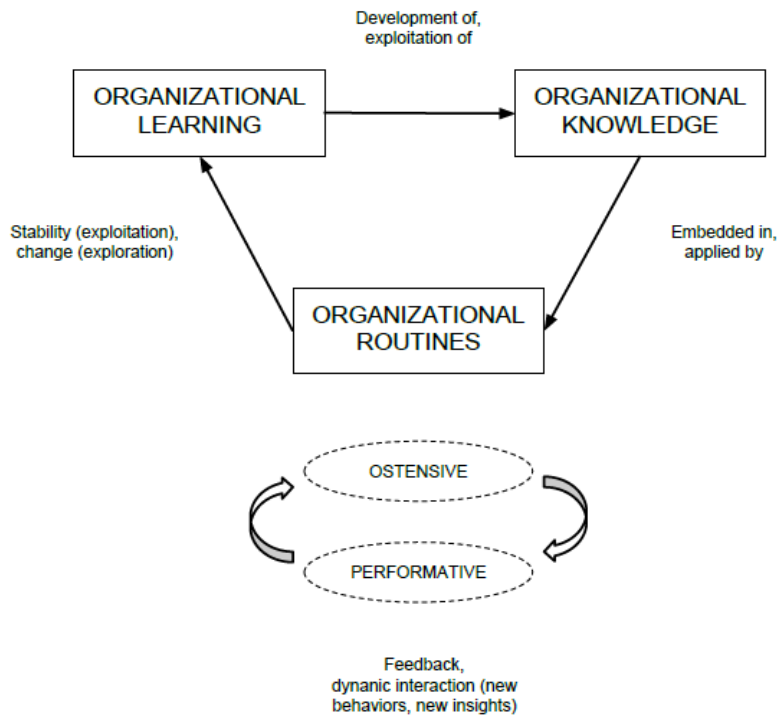 Development of,
exploitation of
ORGANIZATIONAL
LEARNING
ORGANIZATIONAL
KNOWLEDGE
Stability (exploitation),
change (exploration)
Embedded in,
applied by
ORGANIZATIONAL
ROUTINES
OSTENSIVE
PERFORMATIVE
Feedback,
dynanic interaction (new
behaviors, new insights)